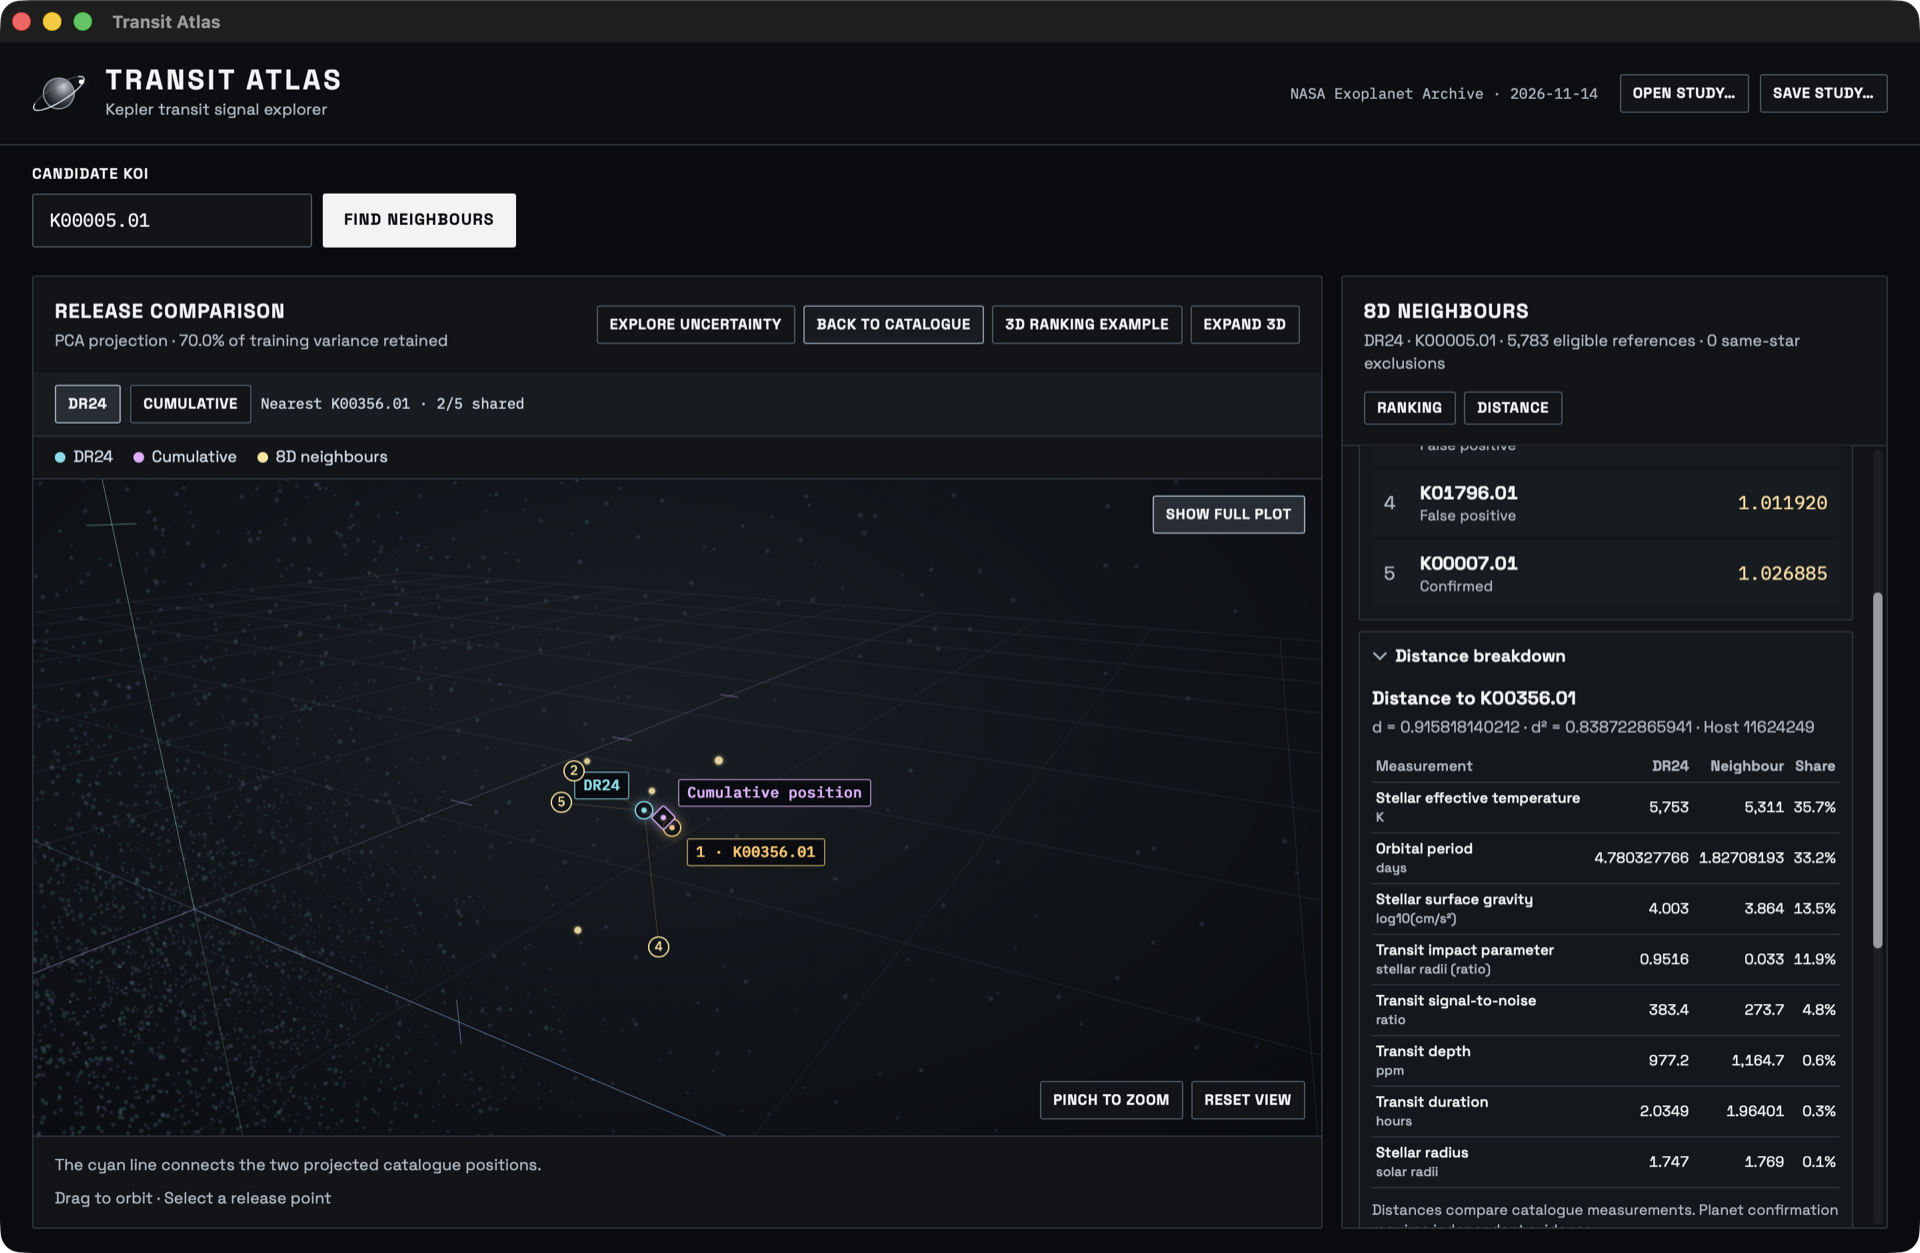 Transit Atlas
TRANSIT ATLAS
Kepler transit signal explorer
NASA Exoplanet Archive · 2026-11-14
OPEN STUDY…
SAVE STUDY…
CANDIDATE KOI
K00005.01
FIND NEIGHBOURS
RELEASE COMPARISON
PCA projection · 70.0% of training variance retained
EXPLORE UNCERTAINTY
BACK TO CATALOGUE
3D RANKING EXAMPLE
EXPAND 3D
DR24
CUMULATIVE
Nearest K00356.01 · 2/5 shared
DR24
Cumulative
8D neighbours
SHOW FULL PLOT
2
DR24
5
Cumulative position
1 · K00356.01
4
PINCH TO ZOOM
RESET VIEW
The cyan line connects the two projected catalogue positions.
Drag to orbit · Select a release point
8D NEIGHBOURS
DR24 · K00005.01 · 5,783 eligible references · 0 same-star
exclusions
RANKING
DISTANCE
False positive
4 K01796.01 1.011920
False positive
5 K00007.01 1.026885
Confirmed
Distance breakdown
Distance to K00356.01
d = 0.915818140212 · d² = 0.838722865941 · Host 11624249
Measurement DR24 Neighbour Share
Stellar effective temperature 5,753 5,311 35.7%
K
Orbital period 4.780327766 1.82708193 33.2%
days
Stellar surface gravity 4.003 3.864 13.5%
log10(cm/s²)
Transit impact parameter 0.9516 0.033 11.9%
stellar radii (ratio)
Transit signal-to-noise 383.4 273.7 4.8%
ratio
Transit depth 977.2 1,164.7 0.6%
ppm
Transit duration 2.0349 1.96401 0.3%
hours
Stellar radius 1.747 1.769 0.1%
solar radii
Distances compare catalogue measurements. Planet confirmation